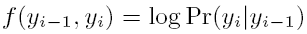 f(y_{i−1}, y_i) = log Pr(y_i|y_{i−1})